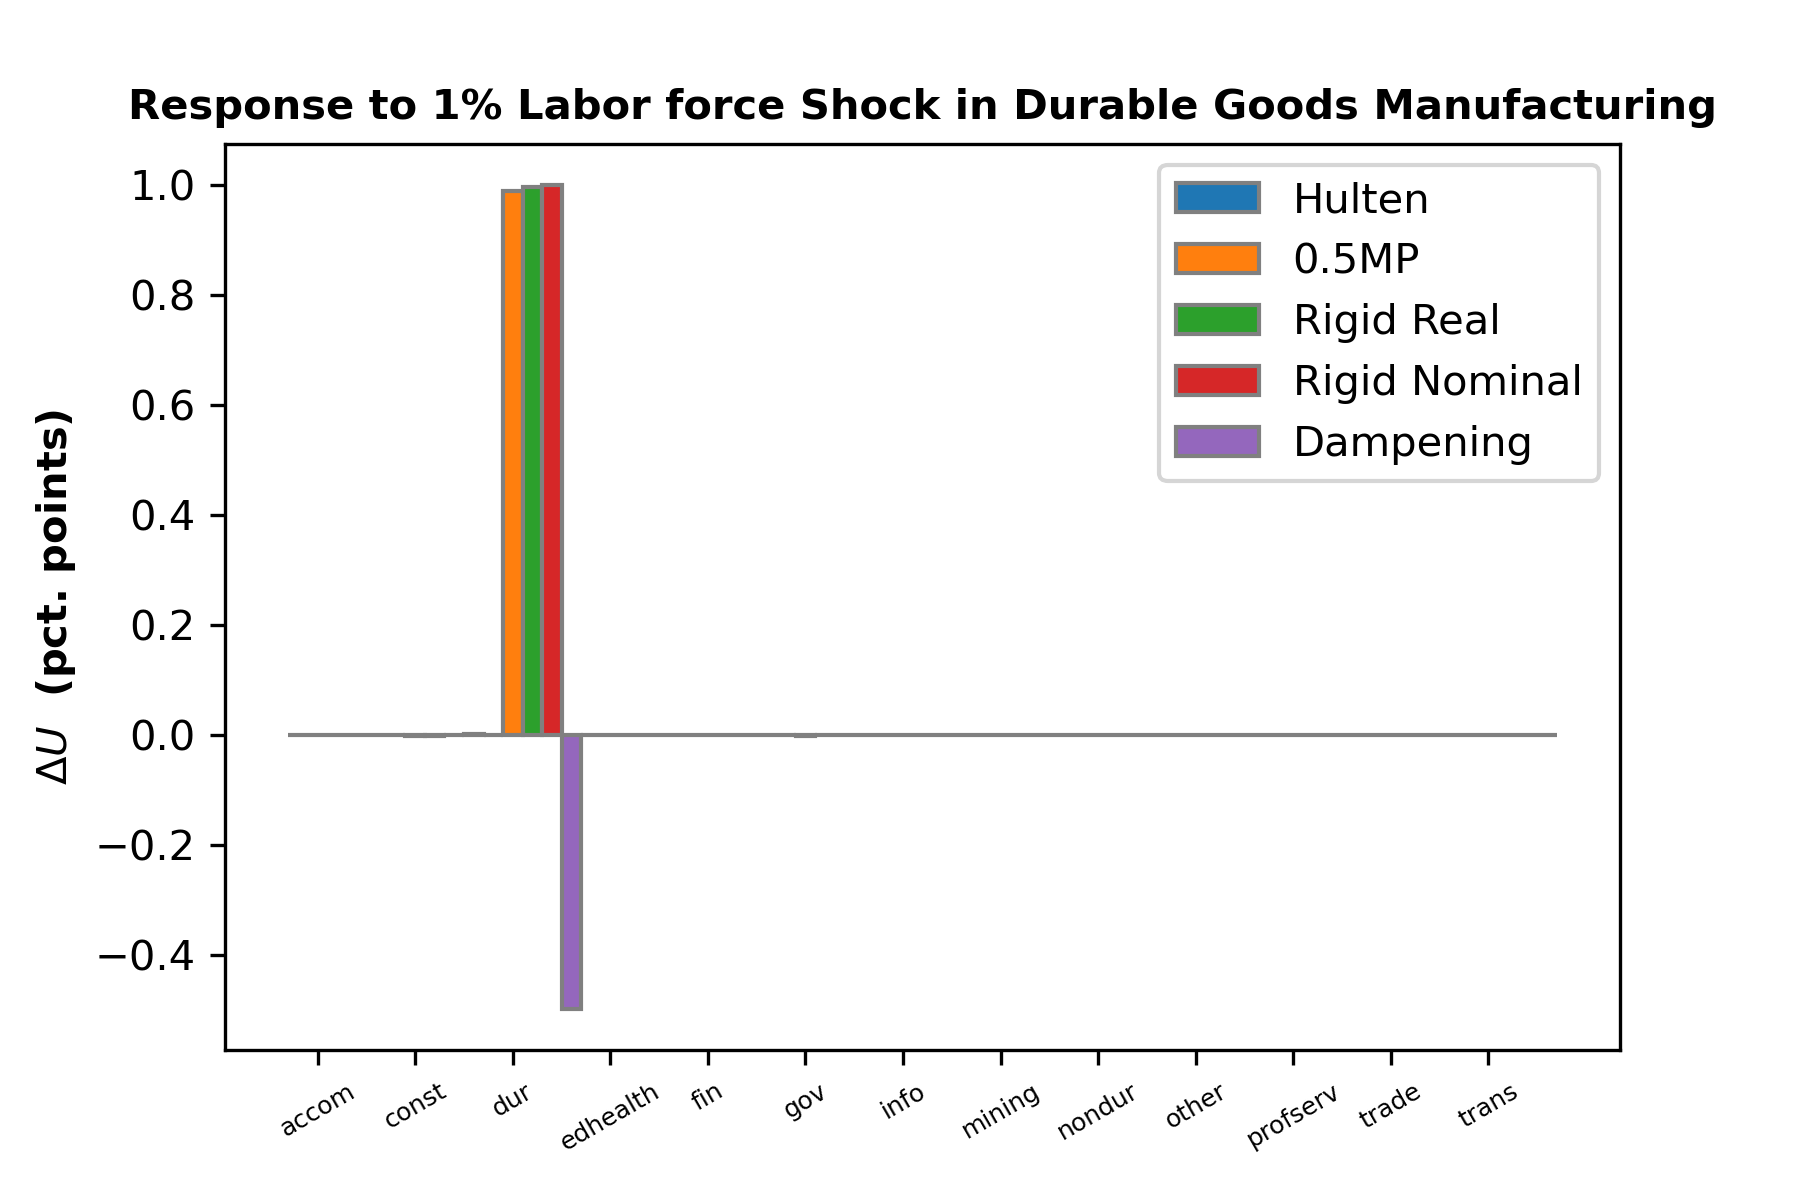 Response to 1% Labor force Shock in Durable Goods Manufacturing
ΔU (pct. points)
1.0
0.8
0.6
0.4
0.2
0.0
−0.2
−0.4
Hulten
0.5MP
Rigid Real
Rigid Nominal
Dampening
accom
const
dur
edhealth
fin
gov
info
mining
nondur
other
profserv
trade
trans